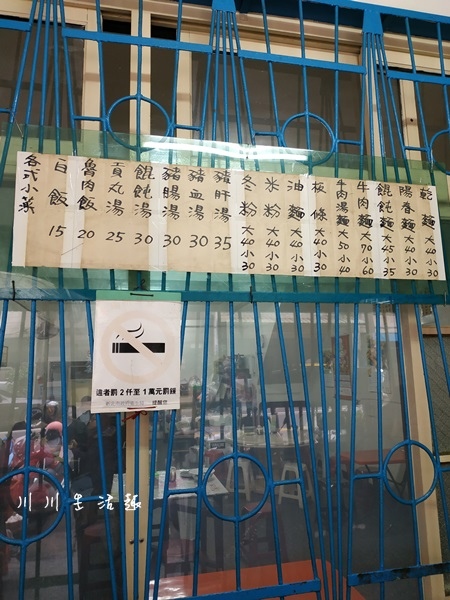 乾麵 大40 小30
陽春麵 大40 小30
餛飩麵 大45 小35
牛肉麵 大70 小60
牛肉湯麵 大50 小40
板條 大40 小30
油麵 大40 小30
米粉 大40 小30
冬粉 大40 小30
豬肝湯 35
豬血湯 30
豬腸湯 30
餛飩湯 30
貢丸湯 25
魯肉飯 20
白飯 15
各式小菜
違者罰 2 仟至 1 萬元罰鍰
川川生活趣